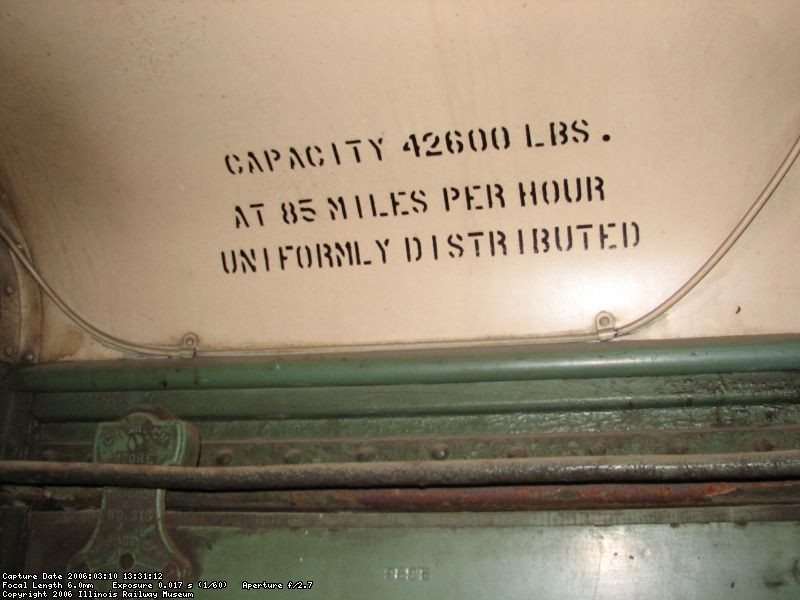 CAPACITY 42600 LBS.
AT 85 MILES PER HOUR
UNIFORMLY DISTRIBUTED
Capture Date 2006:03:10 13:31:12
Focal Length 6.0mm Exposure 0.017 s (1/60) Aperture f/2.7
Copyright 2006 Illinois Railway Museum